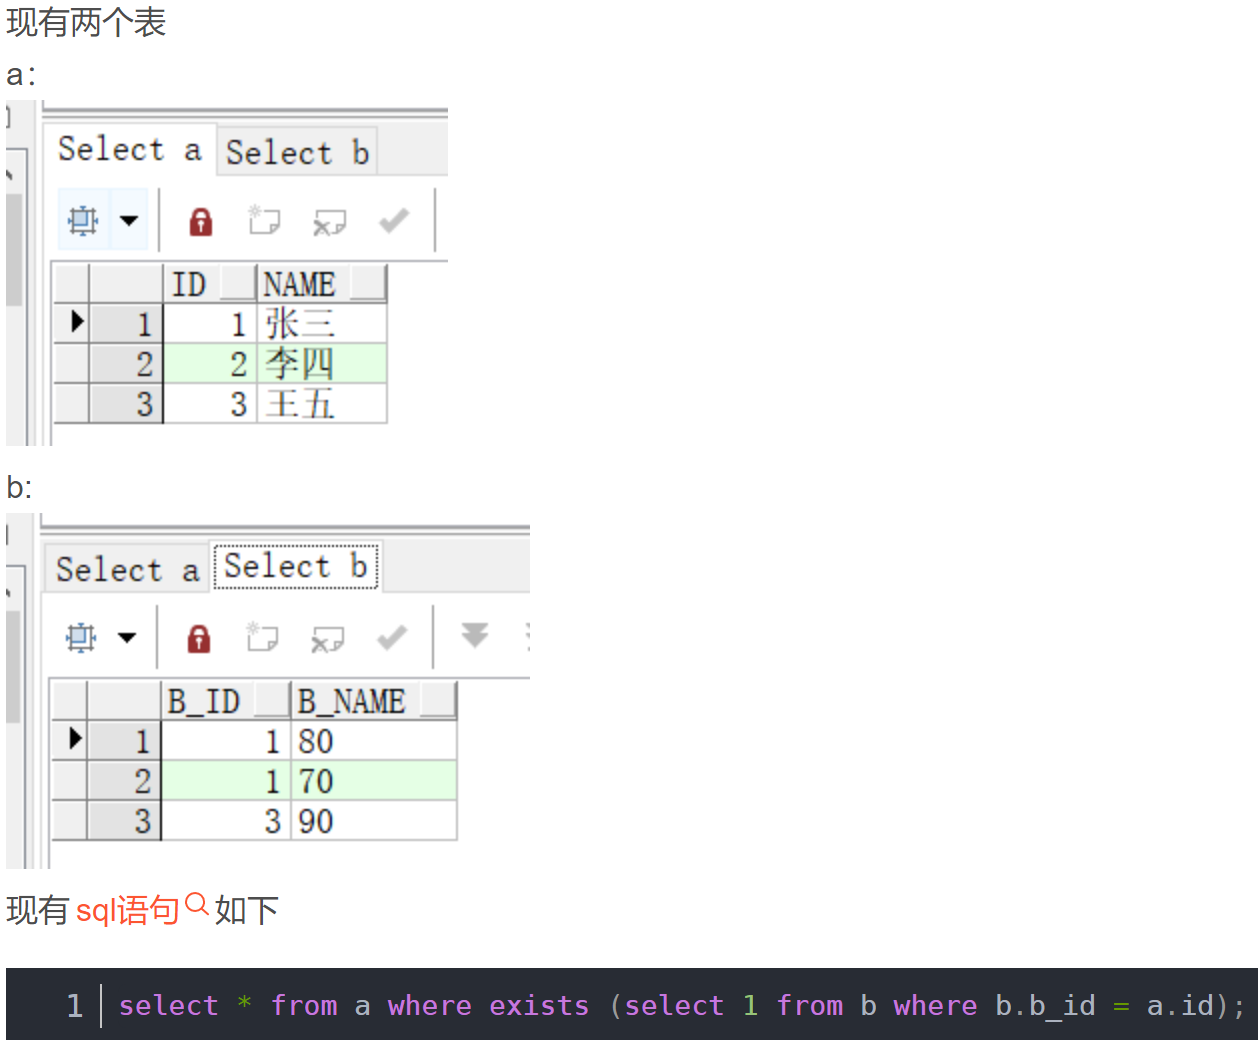 现有两个表
a:
Select a Select b
ID NAME
1 1 张三
2 2 李四
3 3 王五
b:
Select a Select b
B_ID B_NAME
1 1 80
2 1 70
3 3 90
现有 sql语句 如下
1 select * from a where exists (select 1 from b where b.b_id = a.id);